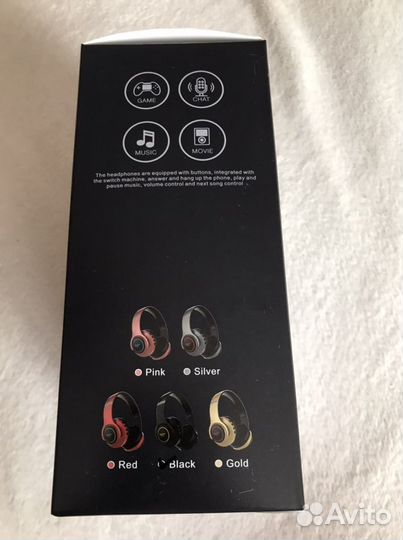 GAME
CHAT
MUSIC
MOVIE
The headphones are equipped with buttons, integrated with
the switch machine, answer and hang up the phone, play and
pause music, volume control and next song control
Pink
Silver
Red
Black
Gold
Avito